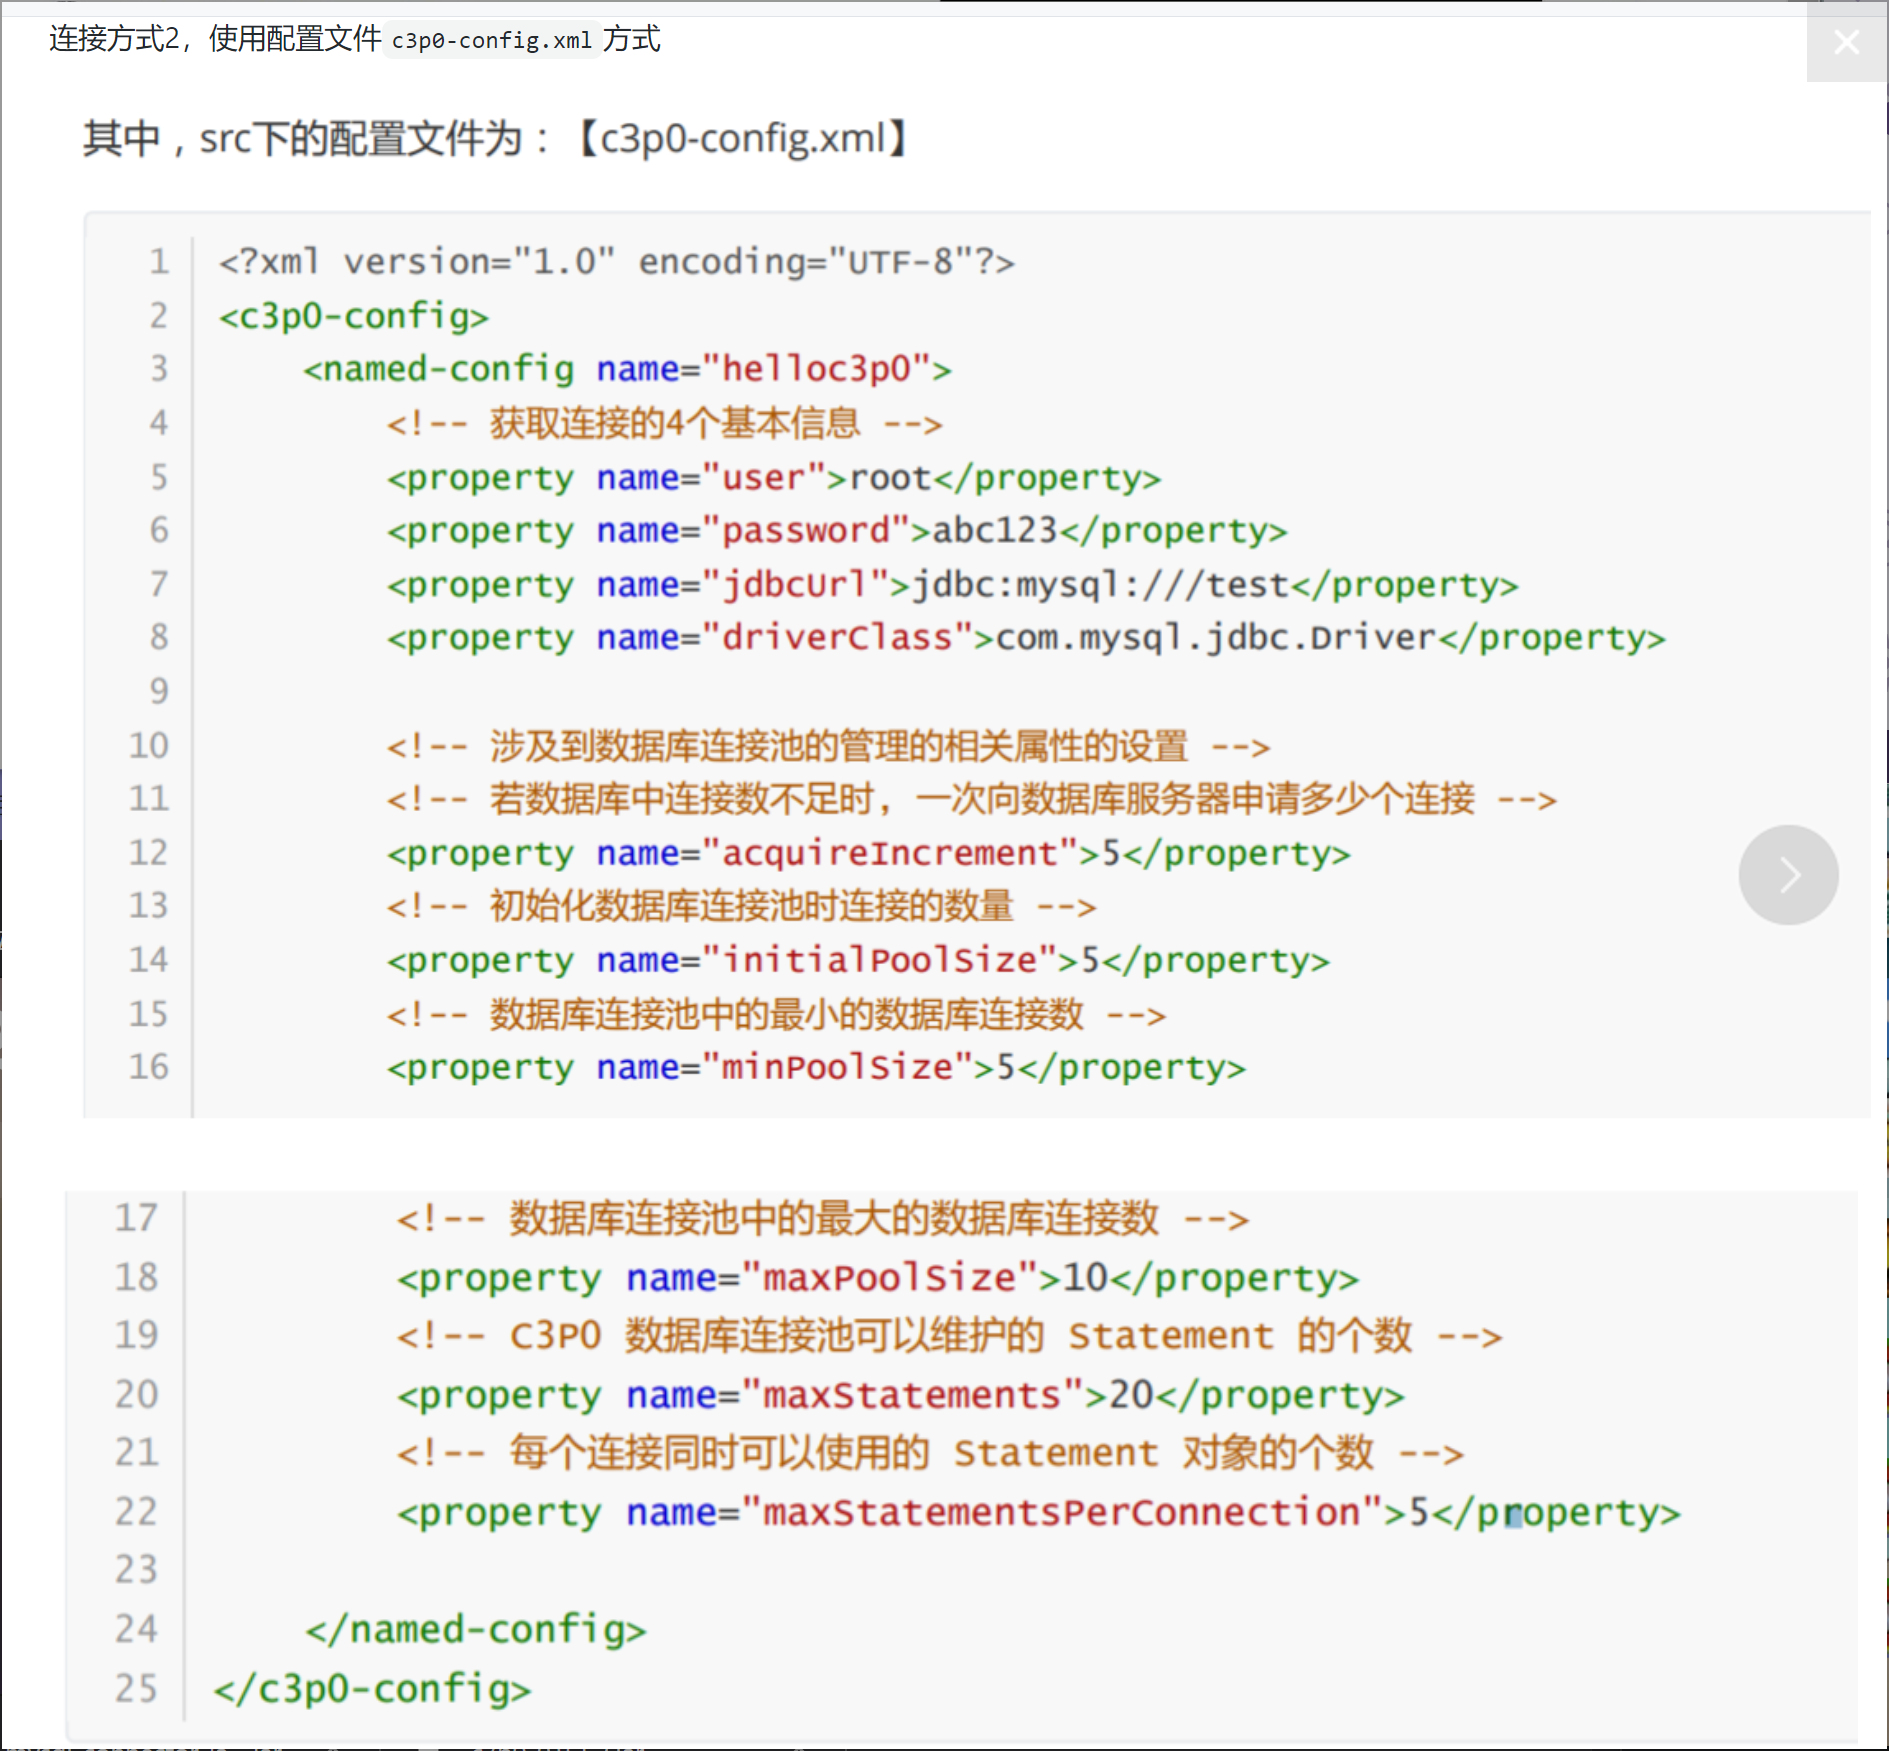 连接方式2，使用配置文件c3p0-config.xml方式
其中，src下的配置文件为：【c3p0-config.xml】
1 <?xml version="1.0" encoding="UTF-8"?>
2 <c3p0-config>
3 <named-config name="helloc3p0">
4 <!-- 获取连接的4个基本信息 -->
5 <property name="user">root</property>
6 <property name="password">abc123</property>
7 <property name="jdbcUrl">jdbc:mysql:///test</property>
8 <property name="driverClass">com.mysql.jdbc.Driver</property>
9
10 <!-- 涉及到数据库连接池的管理的相关属性的设置 -->
11 <!-- 若数据库中连接数不足时，一次向数据库服务器申请多少个连接 -->
12 <property name="acquireIncrement">5</property>
13 <!-- 初始化数据库连接池时连接的数量 -->
14 <property name="initialPoolSize">5</property>
15 <!-- 数据库连接池中的最小的数据库连接数 -->
16 <property name="minPoolSize">5</property>
17 <!-- 数据库连接池中的最大的数据库连接数 -->
18 <property name="maxPoolSize">10</property>
19 <!-- C3P0 数据库连接池可以维护的 Statement 的个数 -->
20 <property name="maxStatements">20</property>
21 <!-- 每个连接同时可以使用的 Statement 对象的个数 -->
22 <property name="maxStatementsPerConnection">5</property>
23
24 </named-config>
25 </c3p0-config>